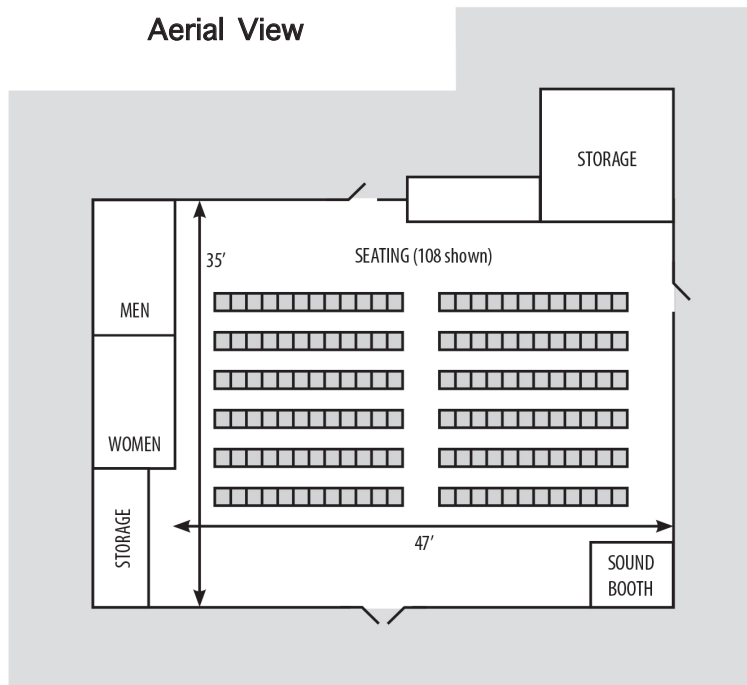 Aerial View
STORAGE
35’
SEATING (108 shown)
MEN
WOMEN
STORAGE
47’
SOUND
BOOTH